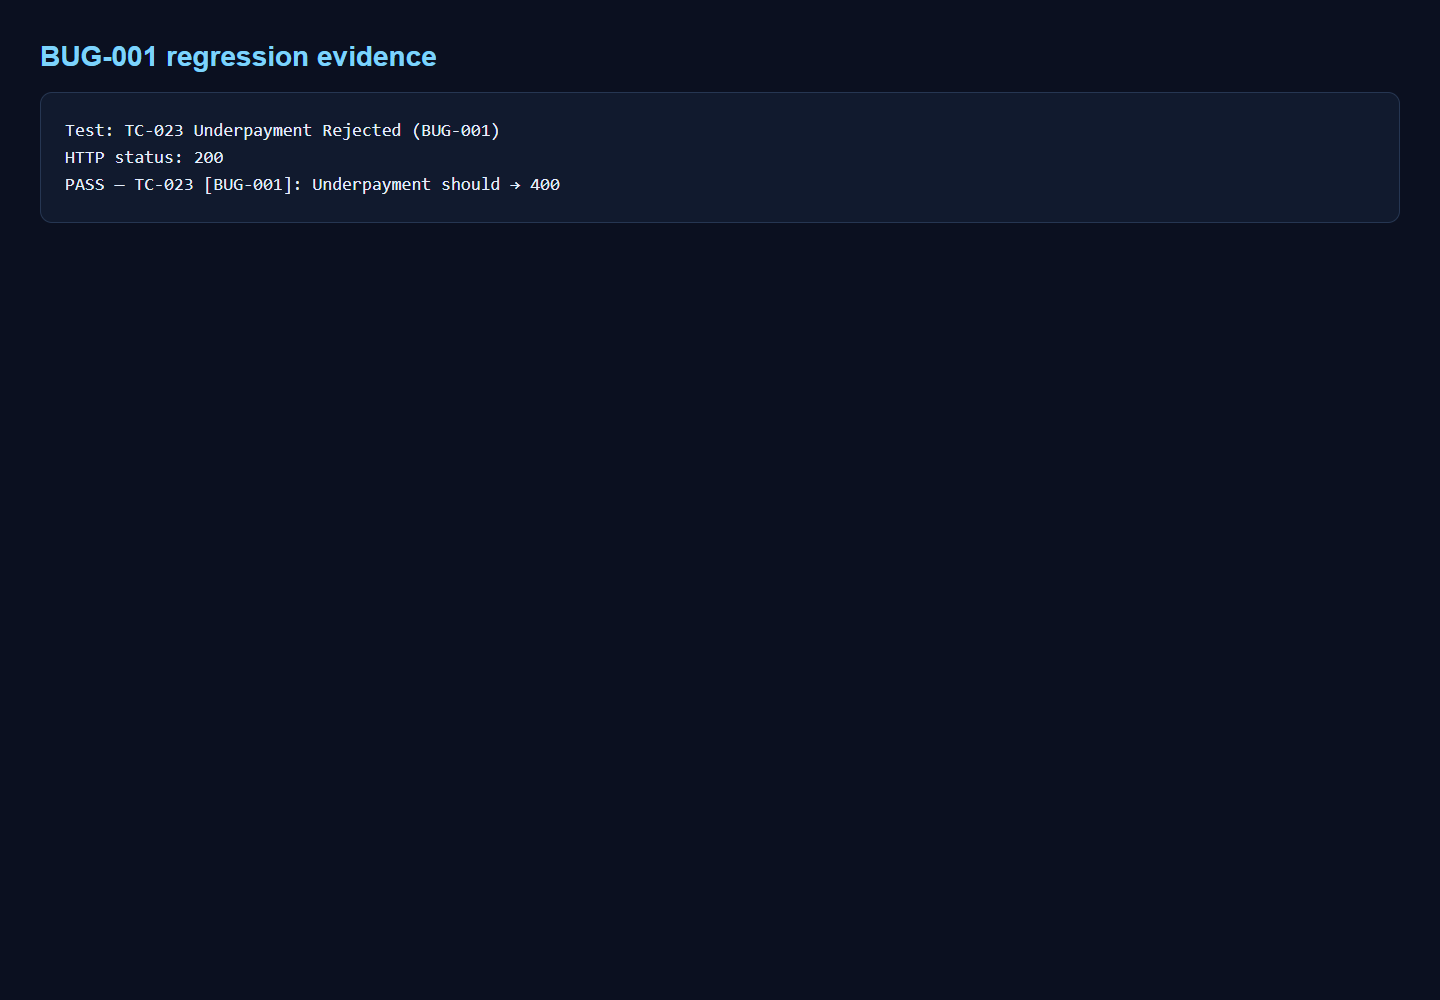 BUG-001 regression evidence
Test: TC-023 Underpayment Rejected (BUG-001)
HTTP status: 200
PASS — TC-023 [BUG-001]: Underpayment should → 400